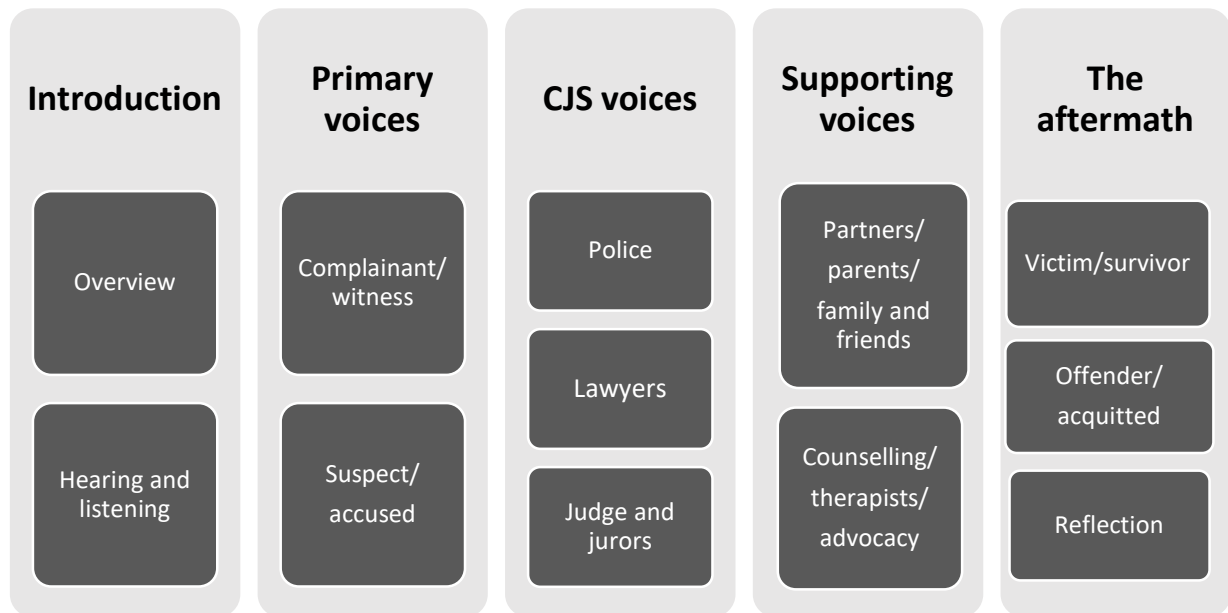 Introduction
Overview
Hearing and
listening
Primary
voices
Complainant/
witness
Suspect/
accused
CJS voices
Police
Lawyers
Judge and
jurors
Supporting
voices
Partners/
parents/
family and
friends
Counselling/
therapists/
advocacy
The
aftermath
Victim/survivor
Offender/
acquitted
Reflection